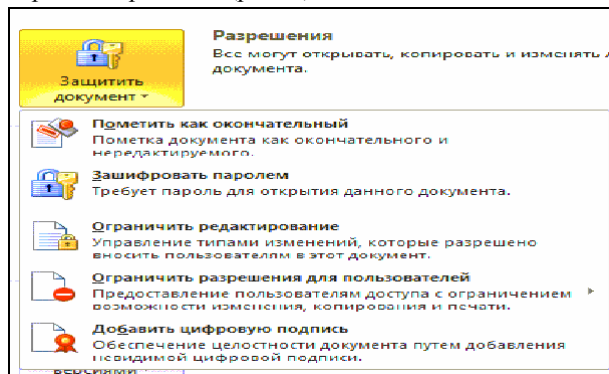 Разрешения
Все могут открывать, копировать и изменять
документа.
Защитить
документ
Пометить как окончательный
Пометка документа как окончательного и
нередактируемого.
Зашифровать паролем
Требует пароль для открытия данного документа.
Ограничить редактирование
Управление типами изменений, которые разрешено
вносить пользователям в этот документ.
Ограничить разрешения для пользователей
Предоставление пользователям доступа с ограничением
возможности изменения, копирования и печати.
Добавить цифровую подпись
Обеспечение целостности документа путем добавления
невидимой цифровой подписи.
версиями